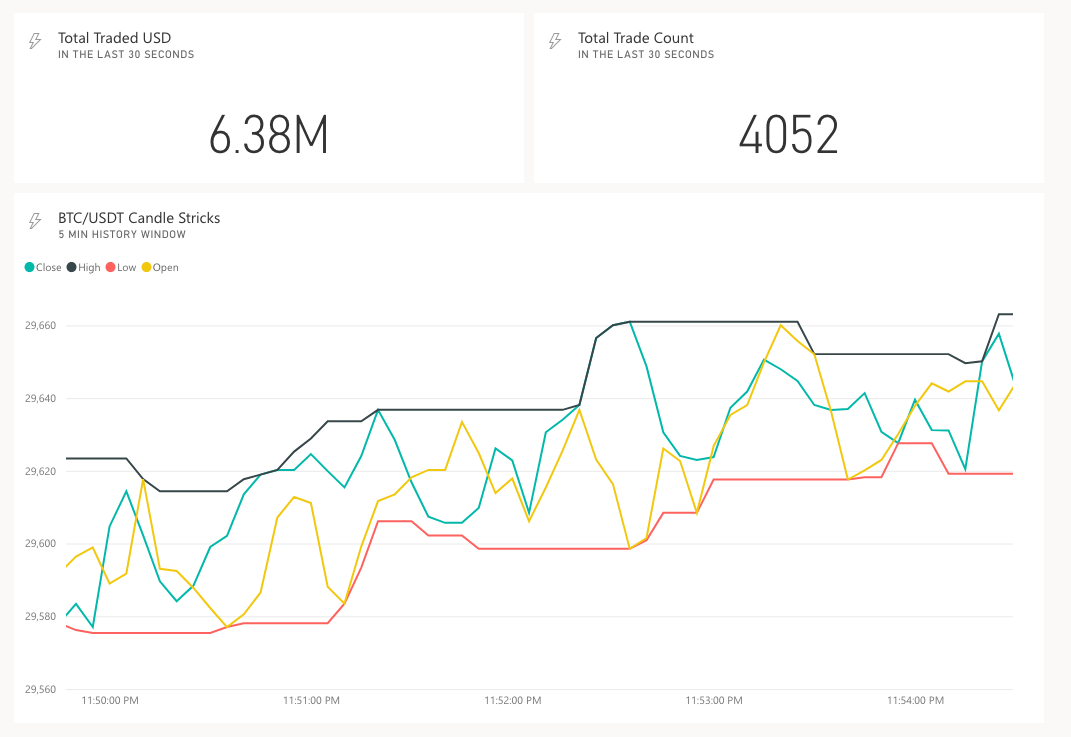 Total Traded USD
IN THE LAST 30 SECONDS
6.38M
Total Trade Count
IN THE LAST 30 SECONDS
4052
BTC/USDT Candle Stricks
5 MIN HISTORY WINDOW
Close High Low Open
29,660
29,640
29,620
29,600
29,580
29,560
11:50:00 PM 11:51:00 PM 11:52:00 PM 11:53:00 PM 11:54:00 PM